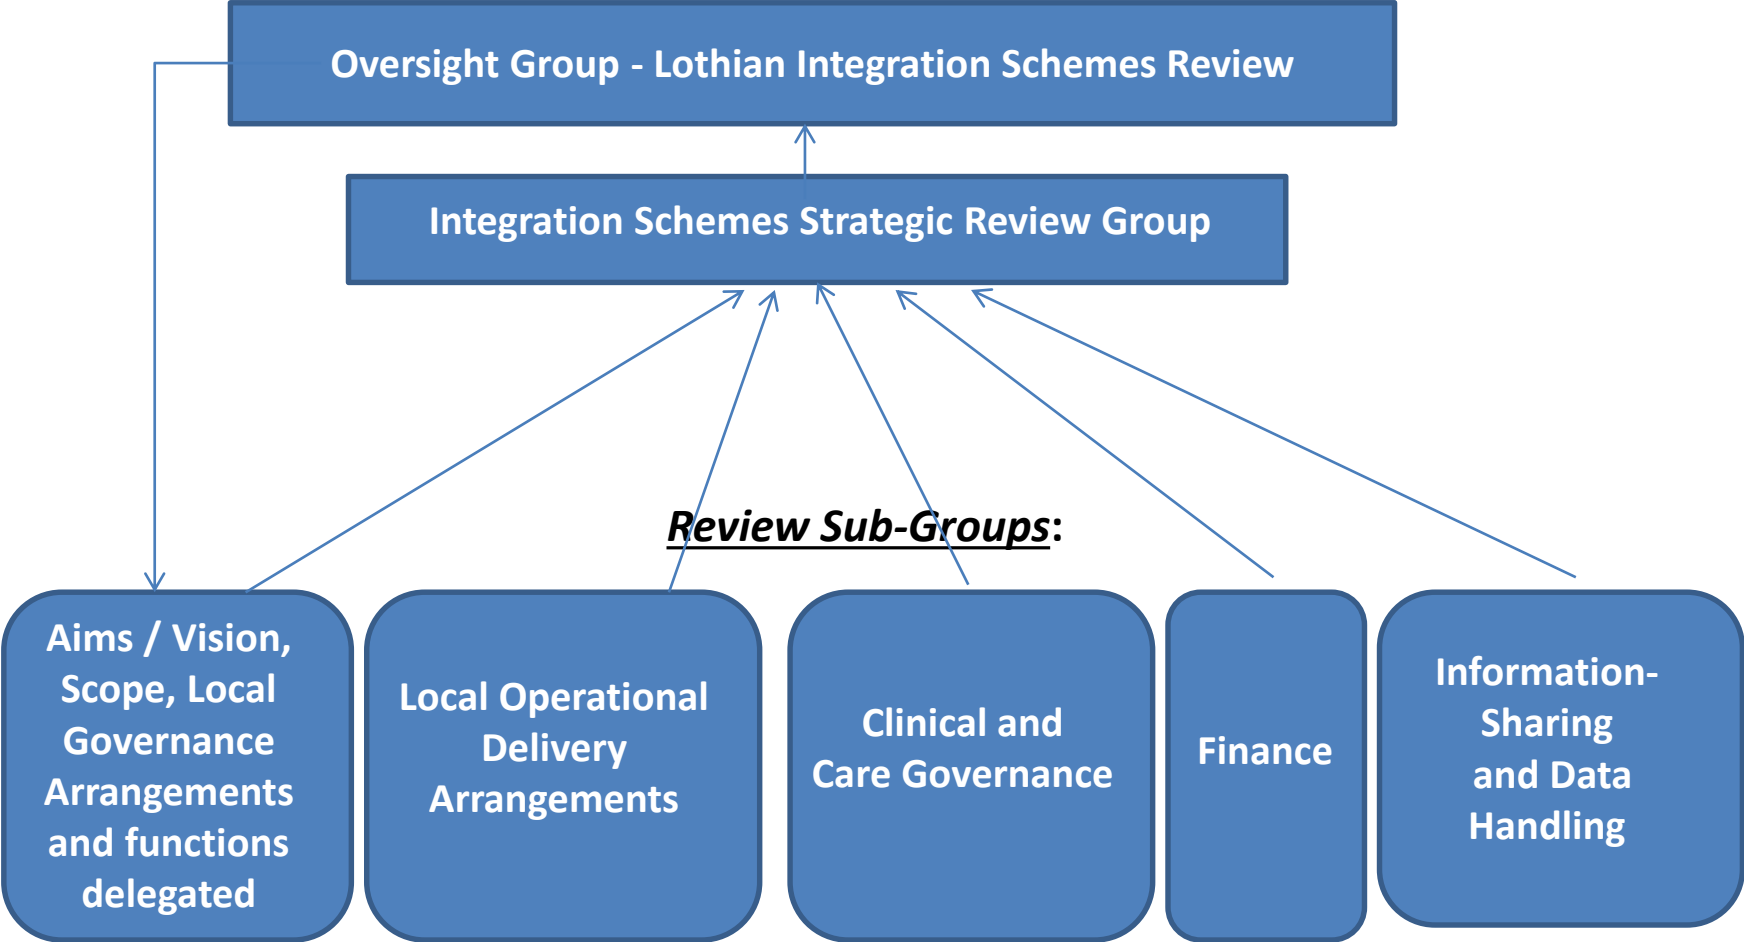 Oversight Group - Lothian Integration Schemes Review
Integration Schemes Strategic Review Group
Review Sub-Groups:
Aims / Vision,
Scope, Local
Governance
Arrangements
and functions
delegated
Local Operational
Delivery
Arrangements
Clinical and
Care Governance
Finance
Information-
Sharing
and Data
Handling